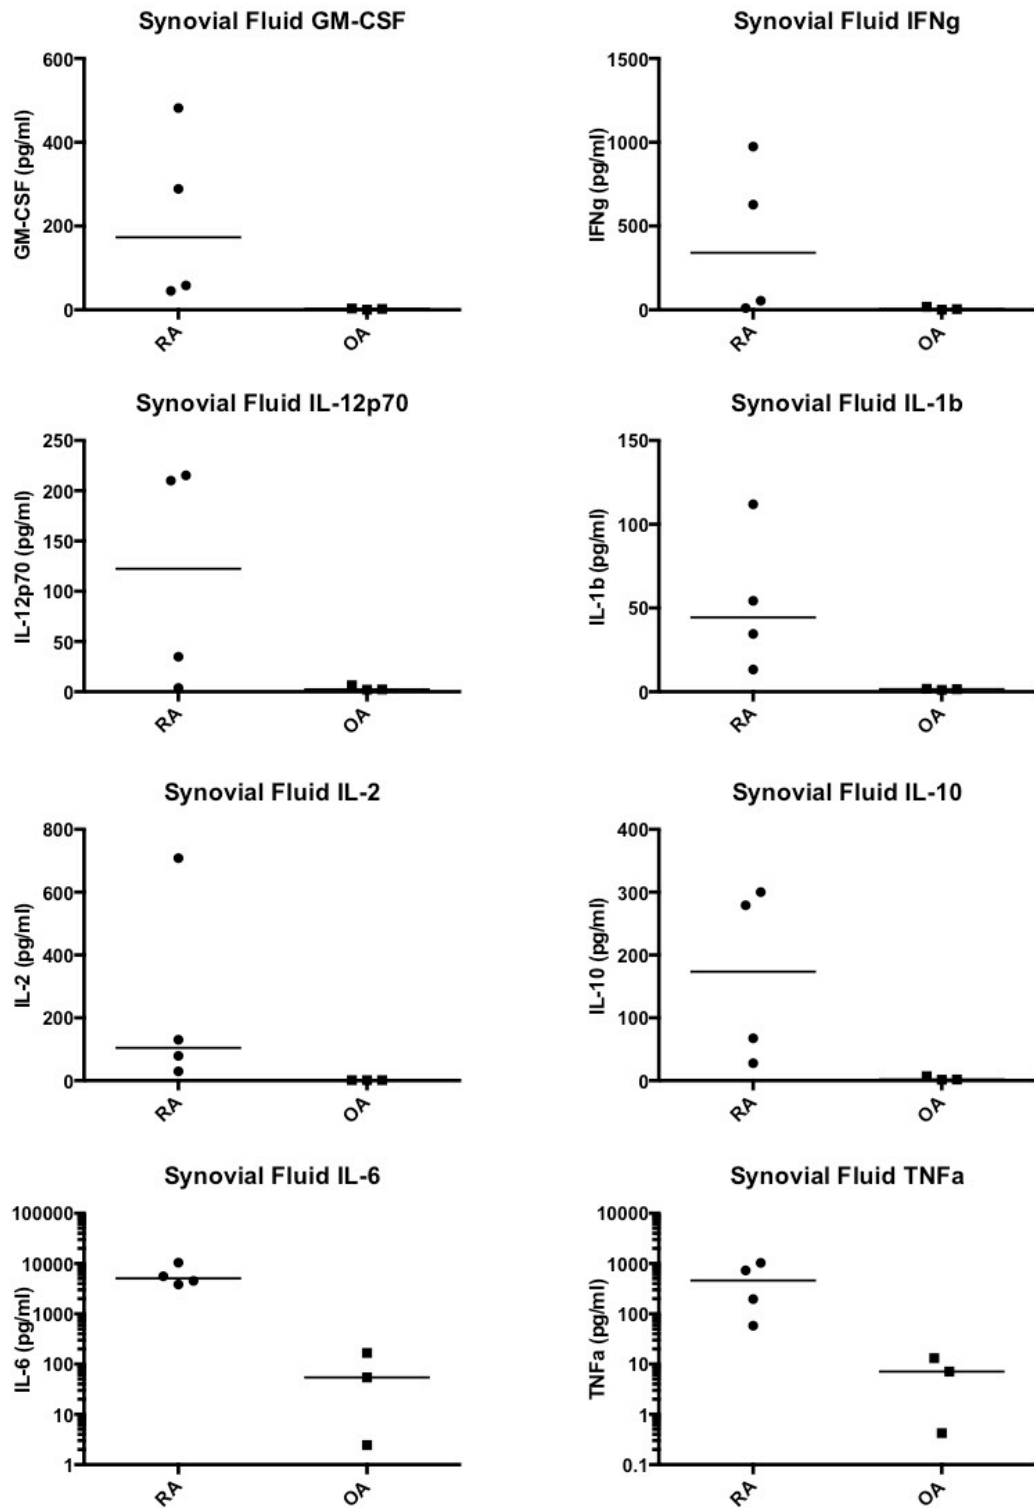 Synovial Fluid GM-CSF
GM-CSF (pg/ml)
600
400
200
0
RA
OA
Synovial Fluid IFNg
IFNg (pg/ml)
1500
1000
500
0
RA
OA
Synovial Fluid IL-12p70
IL-12p70 (pg/ml)
250
200
150
100
50
0
RA
OA
Synovial Fluid IL-1b
IL-1b (pg/ml)
150
100
50
0
RA
OA
Synovial Fluid IL-2
IL-2 (pg/ml)
800
600
400
200
0
RA
OA
Synovial Fluid IL-10
IL-10 (pg/ml)
400
300
200
100
0
RA
OA
Synovial Fluid IL-6
IL-6 (pg/ml)
100000
10000
1000
100
10
1
RA
OA
Synovial Fluid TNFa
TNFa (pg/ml)
10000
1000
100
10
1
0.1
RA
OA